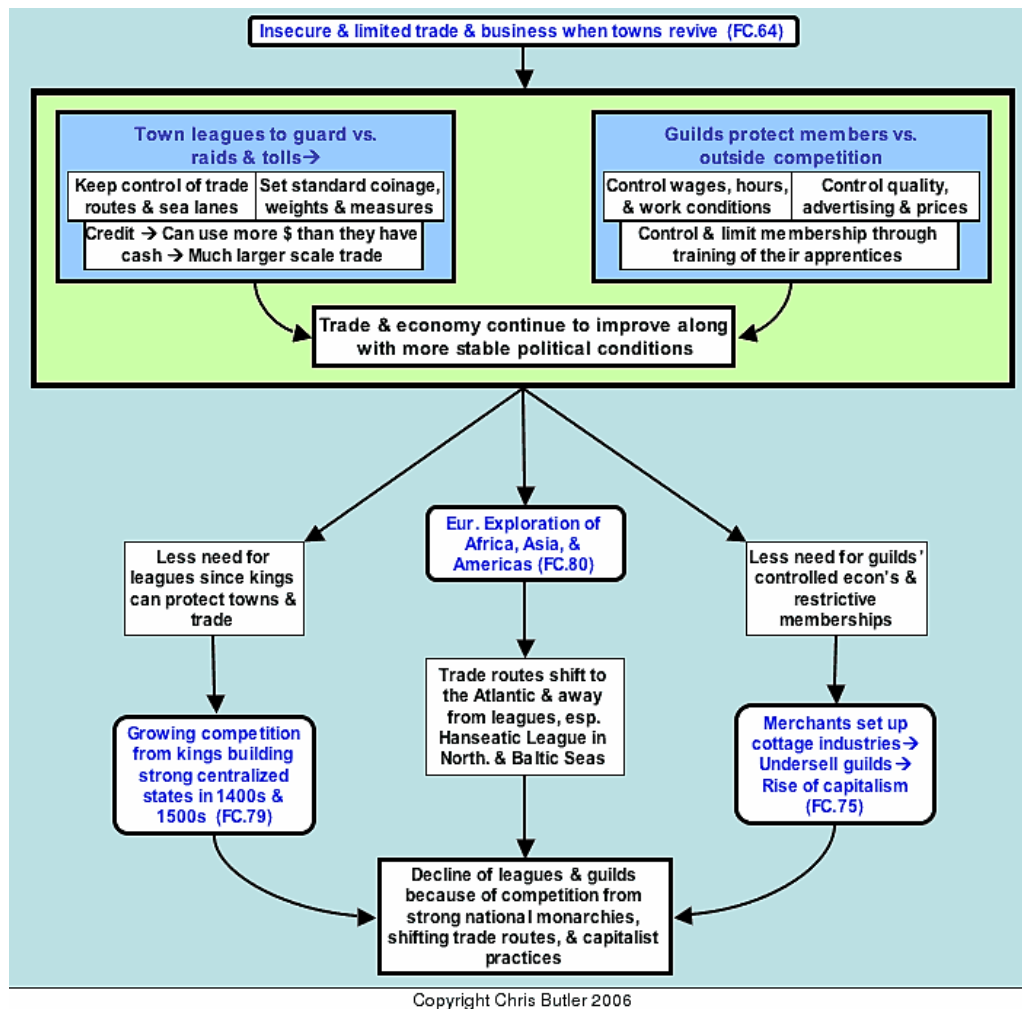 Insecure & limited trade & business when towns revive (FC.64)
Town leagues to guard vs.
raids & tolls→
Keep control of trade
routes & sea lanes
Set standard coinage,
weights & measures
Credit → Can use more $ than they have
cash → Much larger scale trade
Guilds protect members vs.
outside competition
Control wages, hours,
& work conditions
Control quality,
advertising & prices
Control & limit membership through
training of their apprentices
Trade & economy continue to improve along
with more stable political conditions
Less need for
leagues since kings
can protect towns &
trade
Eur. Exploration of
Africa, Asia, &
Americas (FC.80)
Less need for guilds'
controlled econ's &
restrictive
memberships
Growing competition
from kings building
strong centralized
states in 1400s &
1500s (FC.79)
Trade routes shift to
the Atlantic & away
from leagues, esp.
Hanseatic League in
North. & Baltic Seas
Merchants set up
cottage industries→
Undersell guilds→
Rise of capitalism
(FC.75)
Decline of leagues & guilds
because of competition from
strong national monarchies,
shifting trade routes, & capitalist
practices
Copyright Chris Butler 2006